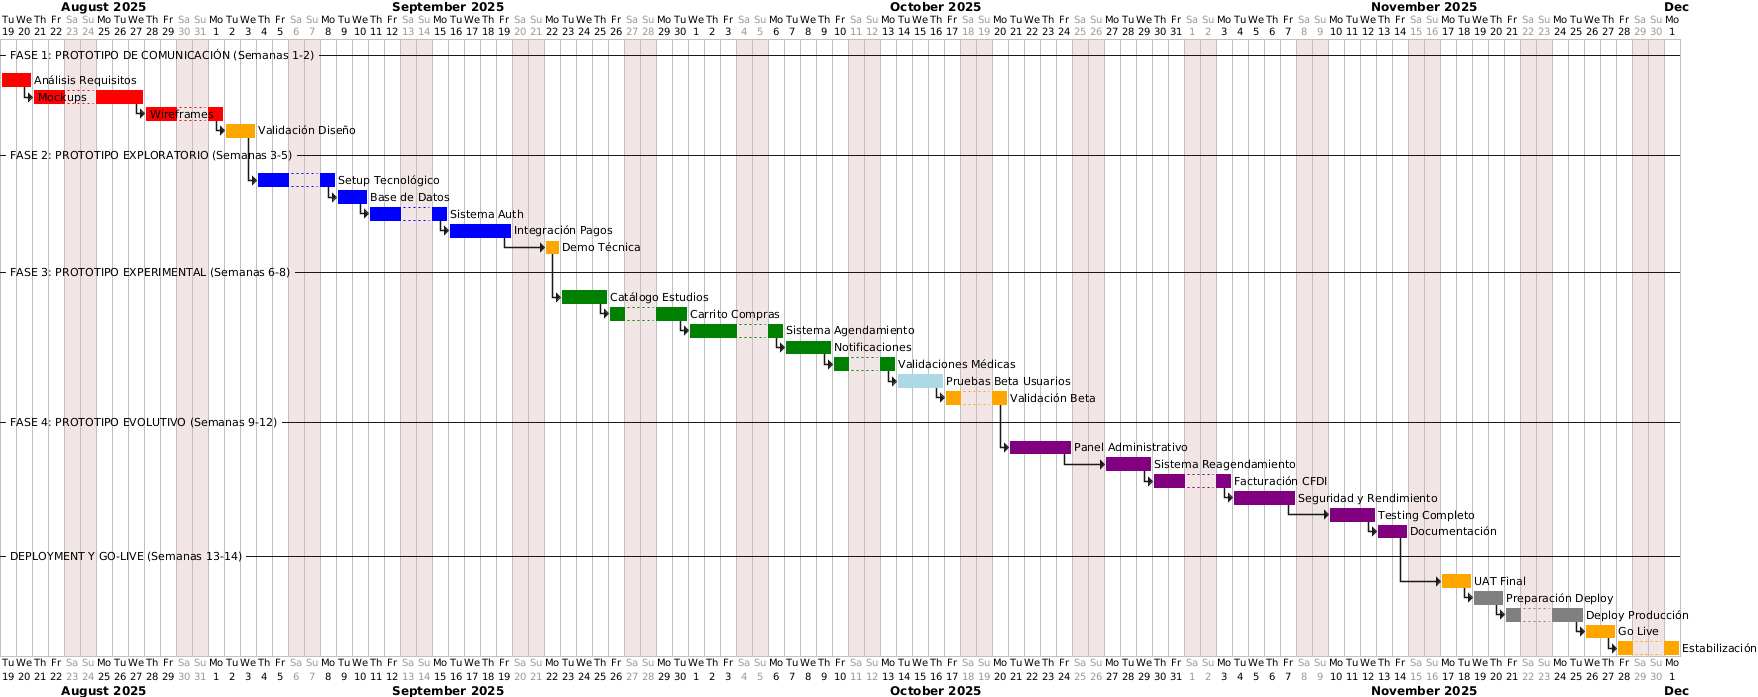 August 2025 September 2025 October 2025 November 2025 Dec
Tu We Th Fr Sa Su Mo Tu We Th Fr Sa Su Mo Tu We Th Fr Sa Su Mo Tu We Th Fr Sa Su Mo Tu We Th Fr Sa Su Mo Tu We Th Fr Sa Su Mo Tu We Th Fr Sa Su Mo Tu We Th Fr Sa Su Mo Tu We Th Fr Sa Su Mo Tu We Th Fr Sa Su Mo Tu We Th Fr Sa Su Mo Tu We Th Fr Sa Su Mo Tu We Th Fr Sa Su Mo Tu We Th Fr Sa Su Mo Tu We Th Fr Sa Su Mo
19 20 21 22 23 24 25 26 27 28 29 30 31 1 2 3 4 5 6 7 8 9 10 11 12 13 14 15 16 17 18 19 20 21 22 23 24 25 26 27 28 29 30 1 2 3 4 5 6 7 8 9 10 11 12 13 14 15 16 17 18 19 20 21 22 23 24 25 26 27 28 29 30 31 1 2 3 4 5 6 7 8 9 10 11 12 13 14 15 16 17 18 19 20 21 22 23 24 25 26 27 28 29 30 1
FASE 1: PROTOTIPO DE COMUNICACIÓN (Semanas 1-2)
Análisis Requisitos
Mockups
Wireframes
Validación Diseño
FASE 2: PROTOTIPO EXPLORATORIO (Semanas 3-5)
Setup Tecnológico
Base de Datos
Sistema Auth
Integración Pagos
Demo Técnica
FASE 3: PROTOTIPO EXPERIMENTAL (Semanas 6-8)
Catálogo Estudios
Carrito Compras
Sistema Agendamiento
Notificaciones
Validaciones Médicas
Pruebas Beta Usuarios
Validación Beta
FASE 4: PROTOTIPO EVOLUTIVO (Semanas 9-12)
Panel Administrativo
Sistema Reagendamiento
Facturación CFDI
Seguridad y Rendimiento
Testing Completo
Documentación
DEPLOYMENT Y GO-LIVE (Semanas 13-14)
UAT Final
Preparación Deploy
Deploy Producción
Go Live
Estabilización
Tu We Th Fr Sa Su Mo Tu We Th Fr Sa Su Mo Tu We Th Fr Sa Su Mo Tu We Th Fr Sa Su Mo Tu We Th Fr Sa Su Mo Tu We Th Fr Sa Su Mo Tu We Th Fr Sa Su Mo Tu We Th Fr Sa Su Mo Tu We Th Fr Sa Su Mo Tu We Th Fr Sa Su Mo Tu We Th Fr Sa Su Mo Tu We Th Fr Sa Su Mo Tu We Th Fr Sa Su Mo Tu We Th Fr Sa Su Mo Tu We Th Fr Sa Su Mo
19 20 21 22 23 24 25 26 27 28 29 30 31 1 2 3 4 5 6 7 8 9 10 11 12 13 14 15 16 17 18 19 20 21 22 23 24 25 26 27 28 29 30 1 2 3 4 5 6 7 8 9 10 11 12 13 14 15 16 17 18 19 20 21 22 23 24 25 26 27 28 29 30 31 1 2 3 4 5 6 7 8 9 10 11 12 13 14 15 16 17 18 19 20 21 22 23 24 25 26 27 28 29 30 1
August 2025 September 2025 October 2025 November 2025 Dec